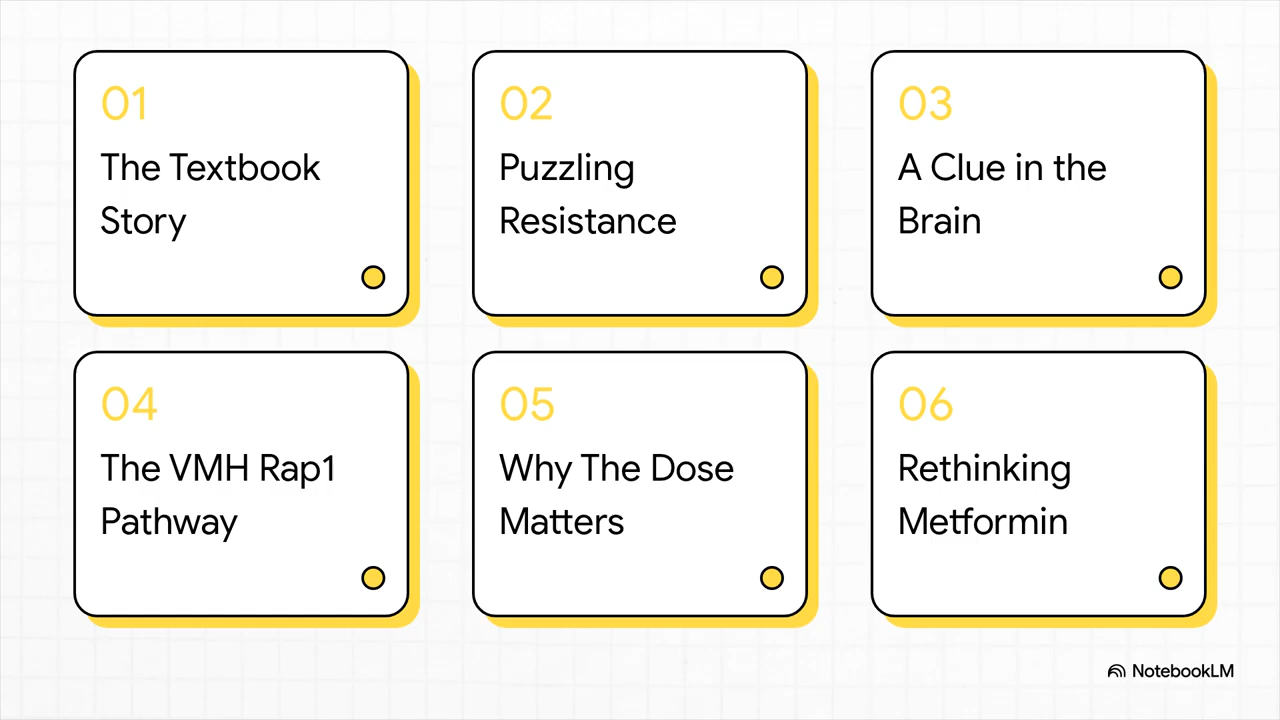 01
The Textbook
Story
02
Puzzling
Resistance
03
A Clue in the
Brain
04
The VMH Rap1
Pathway
05
Why The Dose
Matters
06
Rethinking
Metformin
NotebookLM